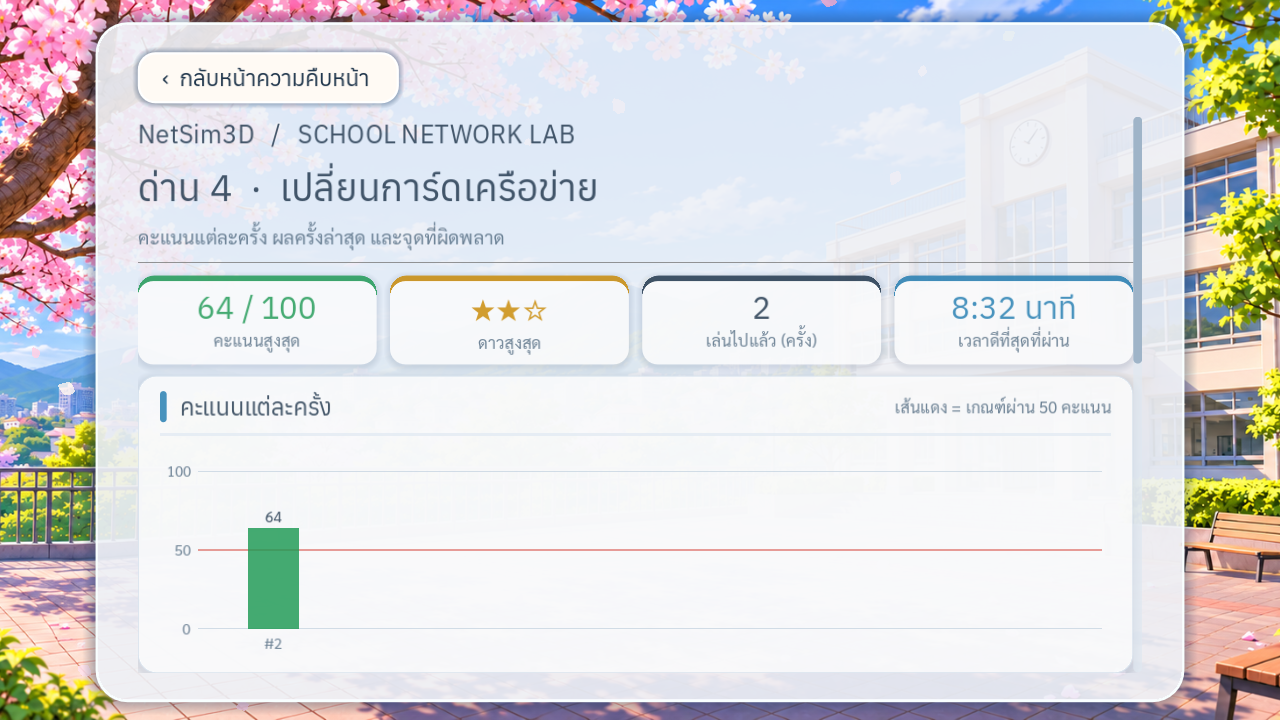 ‹ กลับหน้าความคืบหน้า
NetSim3D / SCHOOL NETWORK LAB
ด่าน 4 · เปลี่ยนการ์ดเครือข่าย
คะแนนแต่ละครั้ง ผลครั้งล่าสุด และจุดที่ผิดพลาด
64 / 100
คะแนนสูงสุด
★★☆
ดาวสูงสุด
2
เล่นไปแล้ว (ครั้ง)
8:32 นาที
เวลาดีที่สุดที่ผ่าน
คะแนนแต่ละครั้ง
เส้นแดง = เกณฑ์ผ่าน 50 คะแนน
100
64
50
0
#2